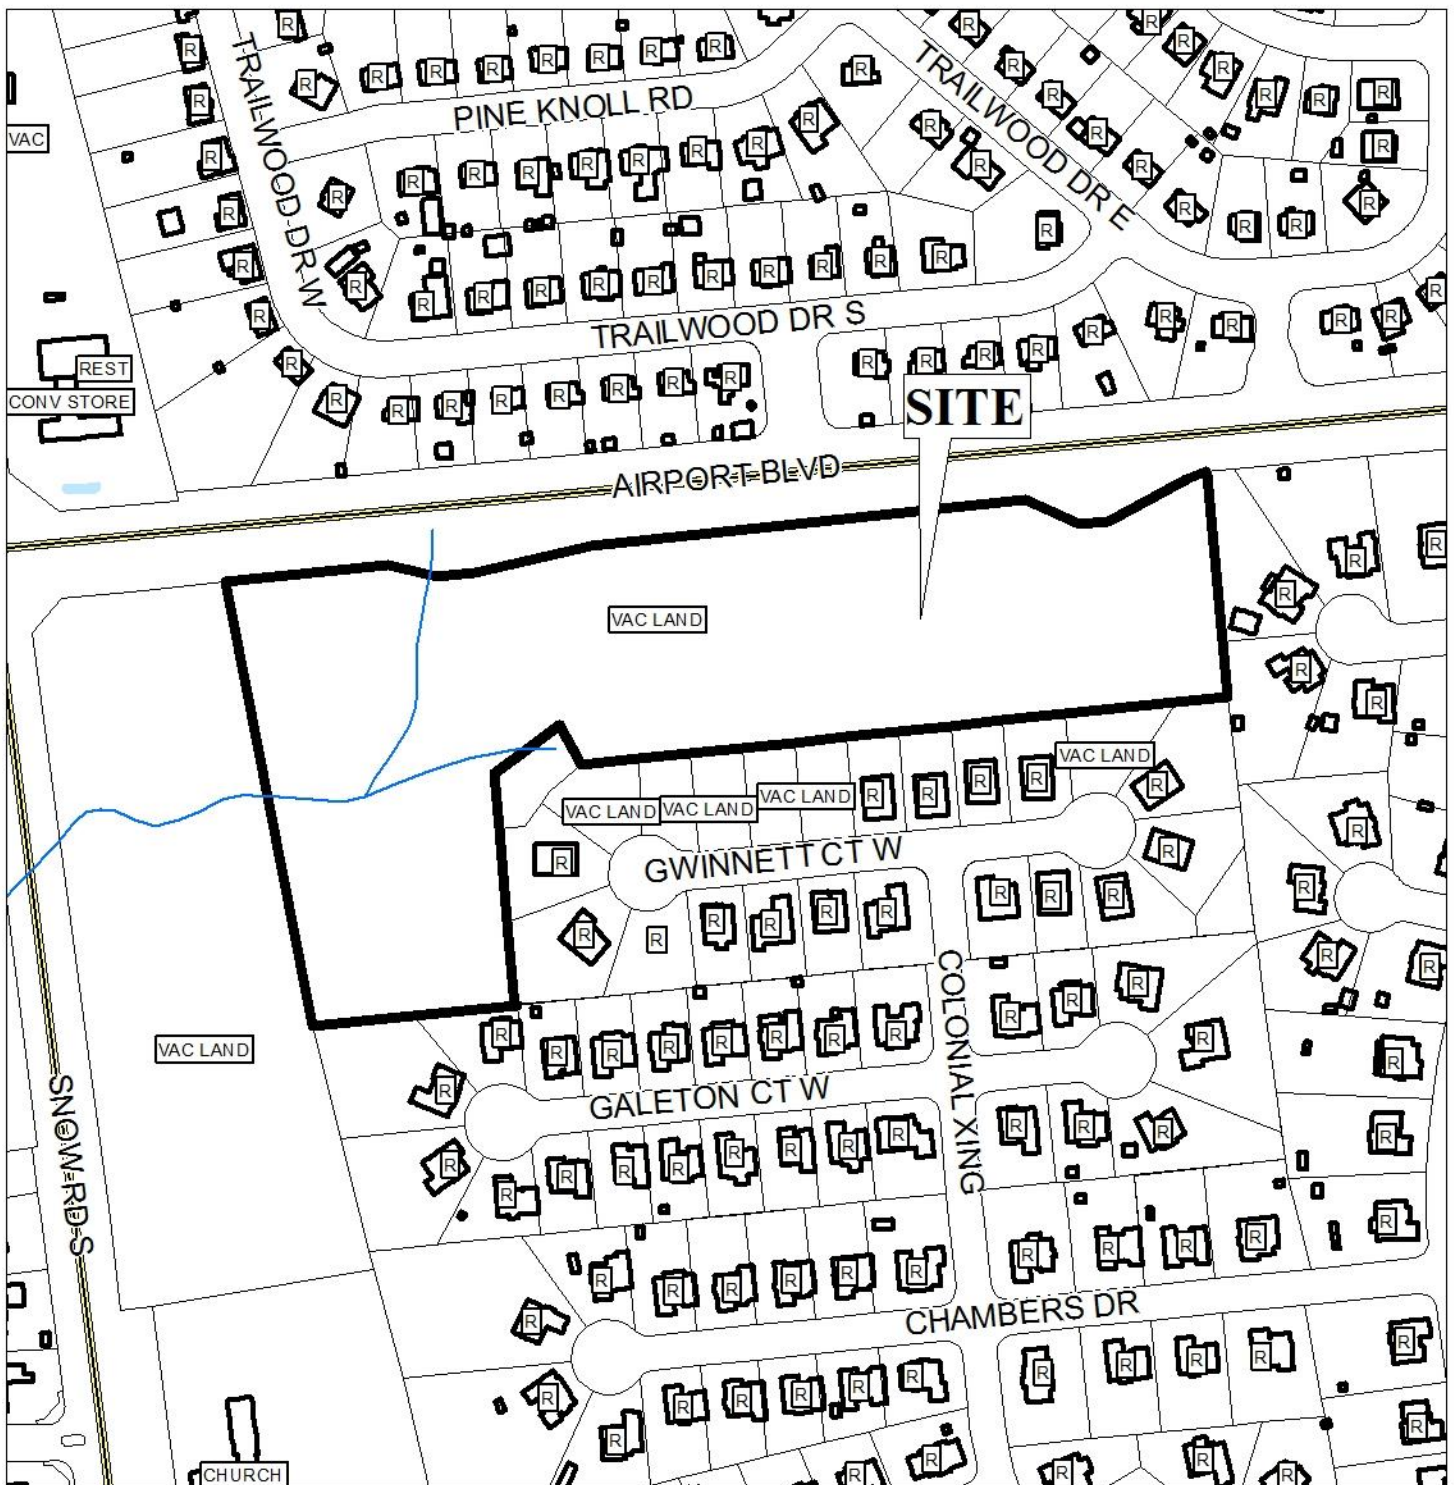 TRAILWOOD DR W
PINE KNOLL RD
TRAILWOOD DR E
VAC
TRAILWOOD DR S
REST
CONV STORE
SITE
AIRPORT BLVD
VAC LAND
VAC LAND
VAC LAND
VAC LAND
VAC LAND
GWINNETT CT W
COLONIAL XING
VAC LAND
SNOW RD S
GALETON CT W
CHAMBERS DR
CHURCH
R